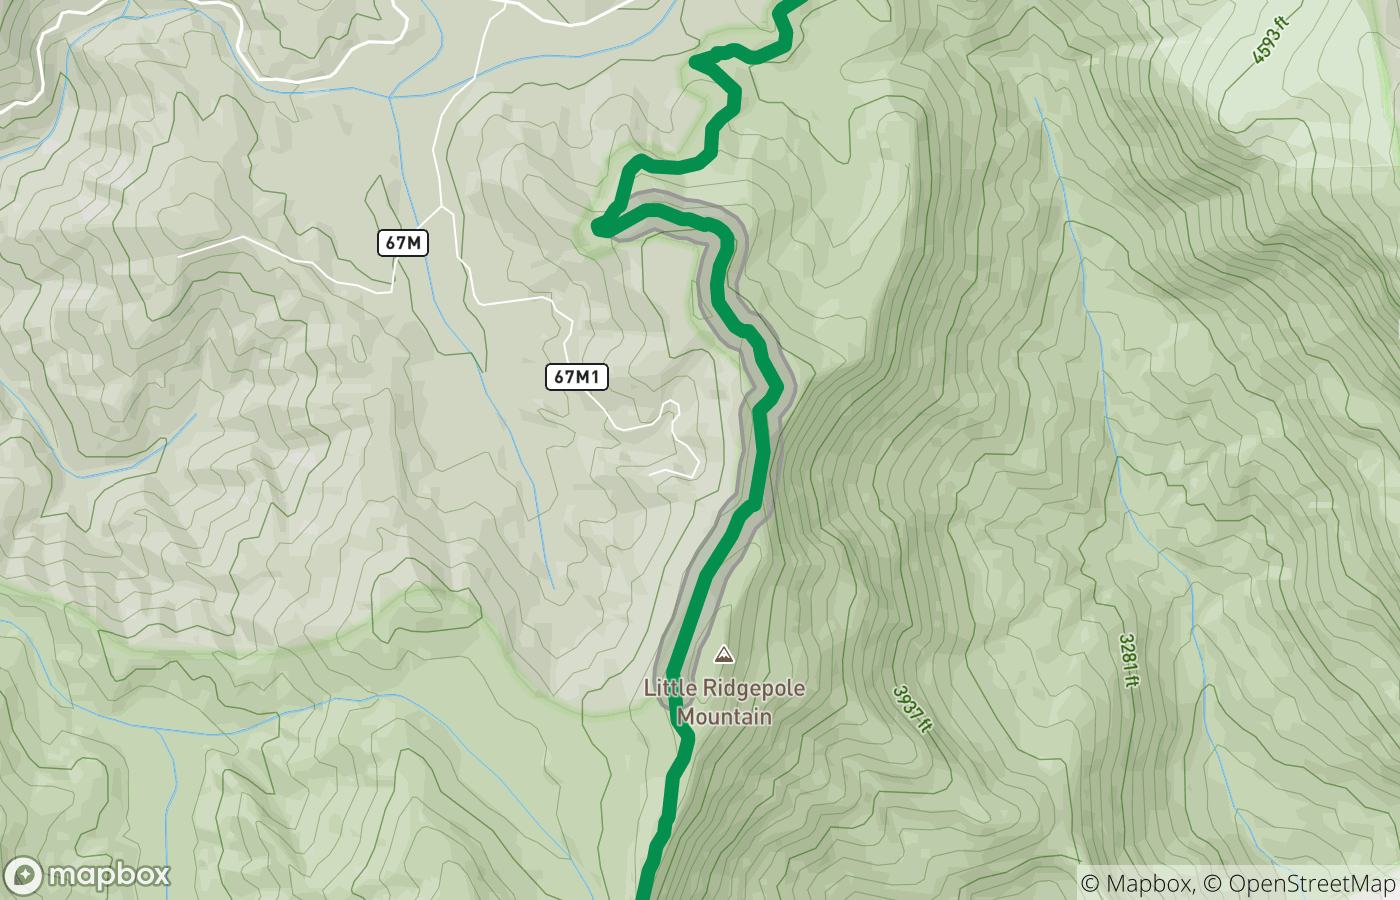 4593 ft
67M
67M1
3281 ft
Little Ridgepole
Mountain
3937 ft
mapbox
© Mapbox, © OpenStreetMap